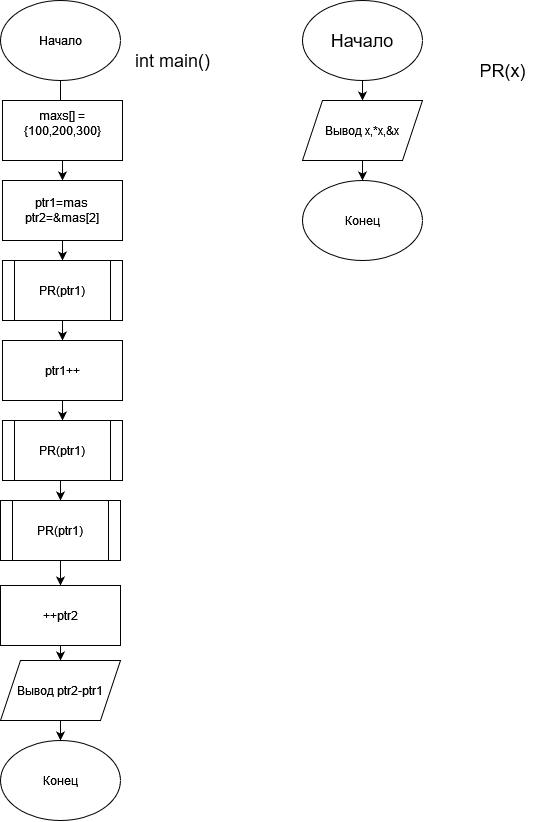 Начало
int main()
maxs[] =
{100,200,300}
ptr1=mas
ptr2=&mas[2]
PR(ptr1)
ptr1++
PR(ptr1)
PR(ptr1)
++ptr2
Вывод ptr2-ptr1
Конец
Начало
PR(x)
Вывод x,*x,&x
Конец